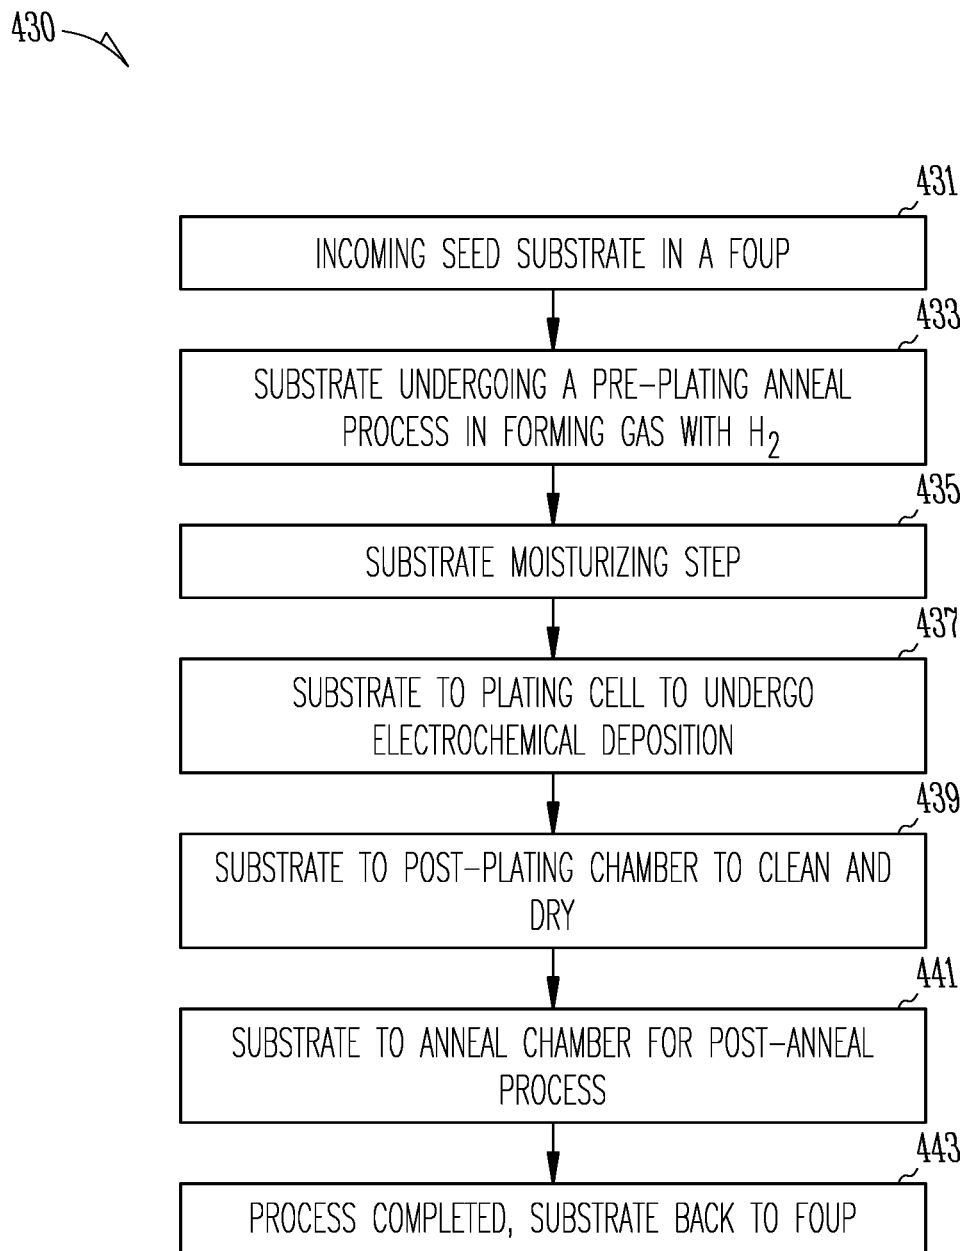 430
431
INCOMING SEED SUBSTRATE IN A FOUP
433
SUBSTRATE UNDERGOING A PRE-PLATING ANNEAL
PROCESS IN FORMING GAS WITH H2
435
SUBSTRATE MOISTURIZING STEP
437
SUBSTRATE TO PLATING CELL TO UNDERGO
ELECTROCHEMICAL DEPOSITION
439
SUBSTRATE TO POST-PLATING CHAMBER TO CLEAN AND
DRY
441
SUBSTRATE TO ANNEAL CHAMBER FOR POST-ANNEAL
PROCESS
443
PROCESS COMPLETED, SUBSTRATE BACK TO FOUP